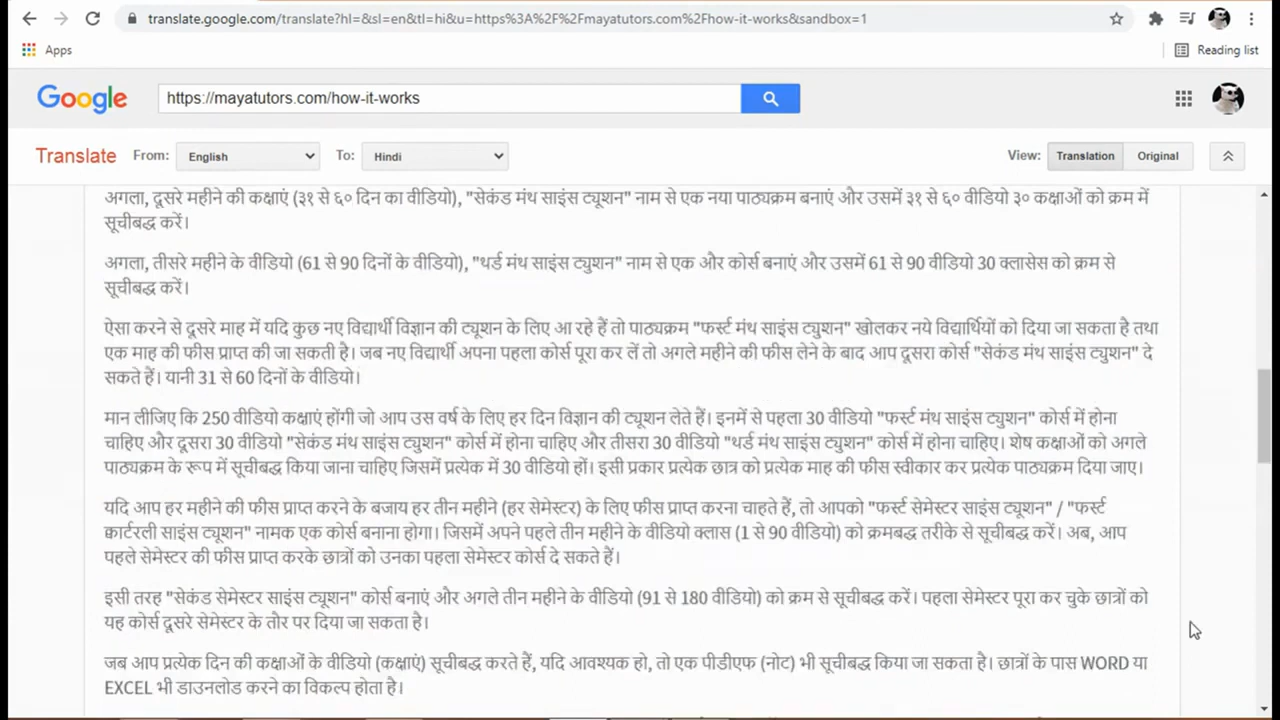 translate.google.com/translate?hl=&sl=en&tl=hi&u=https%3A%2F%2Fmayatutors.com%2Fhow-it-works&sandbox=1
Apps
Reading list
Google
https://mayatutors.com/how-it-works
Translate From: English To: Hindi View: Translation Original
अगला, दूसरे महीने की कक्षाएं (३१ से ६० दिन का वीडियो), "सेकंड मंथ साइंस ट्यूशन" नाम से एक नया पाठ्यक्रम बनाएं और उसमें ३१ से ६० वीडियो ३० कक्षाओं को क्रम में
सूचीबद्ध करें।
अगला, तीसरे महीने के वीडियो (61 से 90 दिनों के वीडियो), "थर्ड मंथ साइंस ट्युशन" नाम से एक और कोर्स बनाएं और उसमें 61 से 90 वीडियो 30 क्लासेस को क्रम से
सूचीबद्ध करें।
ऐसा करने से दूसरे माह में यदि कुछ नए विद्यार्थी विज्ञान की ट्यूशन के लिए आ रहे हैं तो पाठ्यक्रम "फर्स्ट मंथ साइंस ट्युशन" खोलकर नये विद्यार्थियों को दिया जा सकता है तथा
एक माह की फीस प्राप्त की जा सकती है। जब नए विद्यार्थी अपना पहला कोर्स पूरा कर लें तो अगले महीने की फीस लेने के बाद आप दूसरा कोर्स "सेकंड मंथ साइंस ट्युशन" दे
सकते हैं। यानी 31 से 60 दिनों के वीडियो।
मान लीजिए कि 250 वीडियो कक्षाएं होंगी जो आप उस वर्ष के लिए हर दिन विज्ञान की ट्यूशन लेते हैं। इनमें से पहला 30 वीडियो "फर्स्ट मंथ साइंस ट्युशन" कोर्स में होना
चाहिए और दूसरा 30 वीडियो "सेकंड मंथ साइंस ट्युशन" कोर्स में होना चाहिए और तीसरा 30 वीडियो "थर्ड मंथ साइंस ट्युशन" कोर्स में होना चाहिए। शेष कक्षाओं को अगले
पाठ्यक्रम के रूप में सूचीबद्ध किया जाना चाहिए जिसमें प्रत्येक में 30 वीडियो हों। इसी प्रकार प्रत्येक छात्र को प्रत्येक माह की फीस स्वीकार कर प्रत्येक पाठ्यक्रम दिया जाए।
यदि आप हर महीने की फीस प्राप्त करने के बजाय हर तीन महीने (हर सेमेस्टर) के लिए फीस प्राप्त करना चाहते हैं, तो आपको "फर्स्ट सेमेस्टर साइंस ट्यूशन" / "फर्स्ट
क्वार्टरली साइंस ट्यूशन" नामक एक कोर्स बनाना होगा। जिसमें अपने पहले तीन महीने के वीडियो क्लास (1 से 90 वीडियो) को क्रमबद्ध तरीके से सूचीबद्ध करें। अब, आप
पहले सेमेस्टर की फीस प्राप्त करके छात्रों को उनका पहला सेमेस्टर कोर्स दे सकते हैं।
इसी तरह "सेकंड सेमेस्टर साइंस ट्यूशन" कोर्स बनाएं और अगले तीन महीने के वीडियो (91 से 180 वीडियो) को क्रम से सूचीबद्ध करें। पहला सेमेस्टर पूरा कर चुके छात्रों को
यह कोर्स दूसरे सेमेस्टर के तौर पर दिया जा सकता है।
जब आप प्रत्येक दिन की कक्षाओं के वीडियो (कक्षाएं) सूचीबद्ध करते हैं, यदि आवश्यक हो, तो एक पीडीएफ (नोट) भी सूचीबद्ध किया जा सकता है। छात्रों के पास WORD या
EXCEL भी डाउनलोड करने का विकल्प होता है।